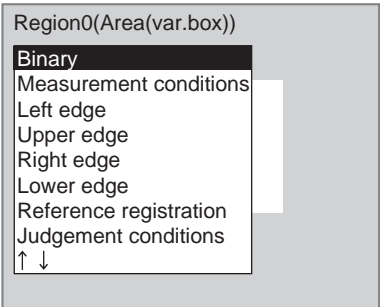 Region0(Area(var.box))
Binary
Measurement conditions
Left edge
Upper edge
Right edge
Lower edge
Reference registration
Judgement conditions
↑ ↓